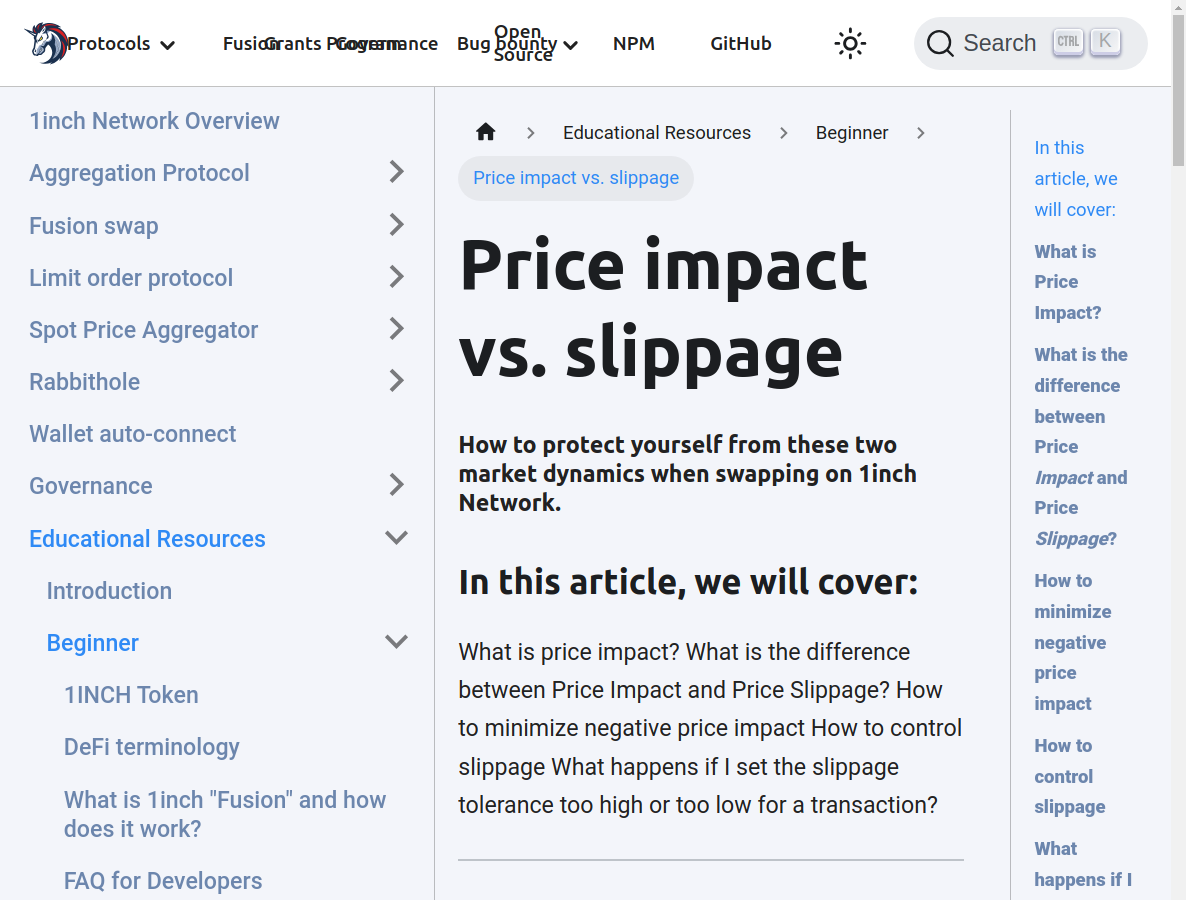 Protocols
Fusion
Grants Program
Governance
Bug bounty
Open
Source
NPM
GitHub
Search
CTRL
K
1inch Network Overview
Aggregation Protocol
Fusion swap
Limit order protocol
Spot Price Aggregator
Rabbithole
Wallet auto-connect
Governance
Educational Resources
Introduction
Beginner
1INCH Token
DeFi terminology
What is 1inch "Fusion" and how
does it work?
FAQ for Developers
Educational Resources
Beginner
Price impact vs. slippage
Price impact
vs. slippage
How to protect yourself from these two
market dynamics when swapping on 1inch
Network.
In this article, we will cover:
What is price impact? What is the difference
between Price Impact and Price Slippage? How
to minimize negative price impact How to control
slippage What happens if I set the slippage
tolerance too high or too low for a transaction?
In this
article, we
will cover:
What is
Price
Impact?
What is the
difference
between
Price
Impact and
Price
Slippage?
How to
minimize
negative
price
impact
How to
control
slippage
What
happens if I